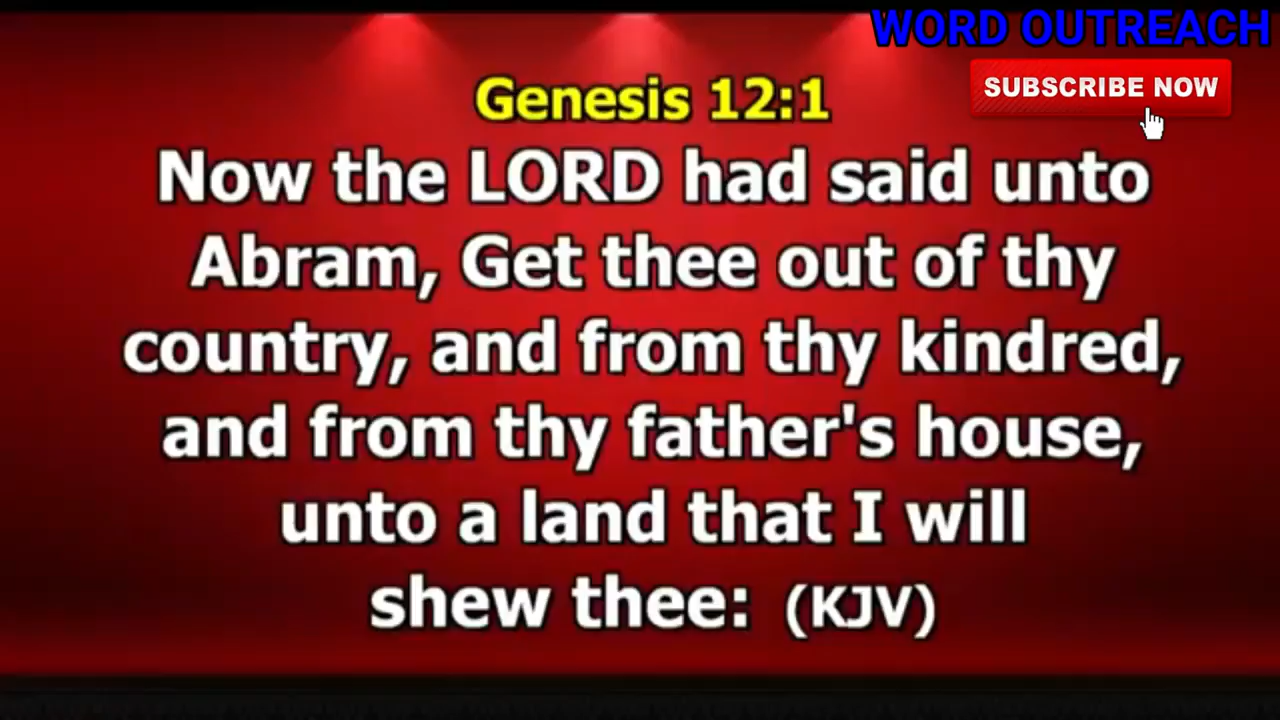 WORD OUTREACH
SUBSCRIBE NOW
Genesis 12:1
Now the LORD had said unto
Abram, Get thee out of thy
country, and from thy kindred,
and from thy father's house,
unto a land that I will
shew thee: (KJV)